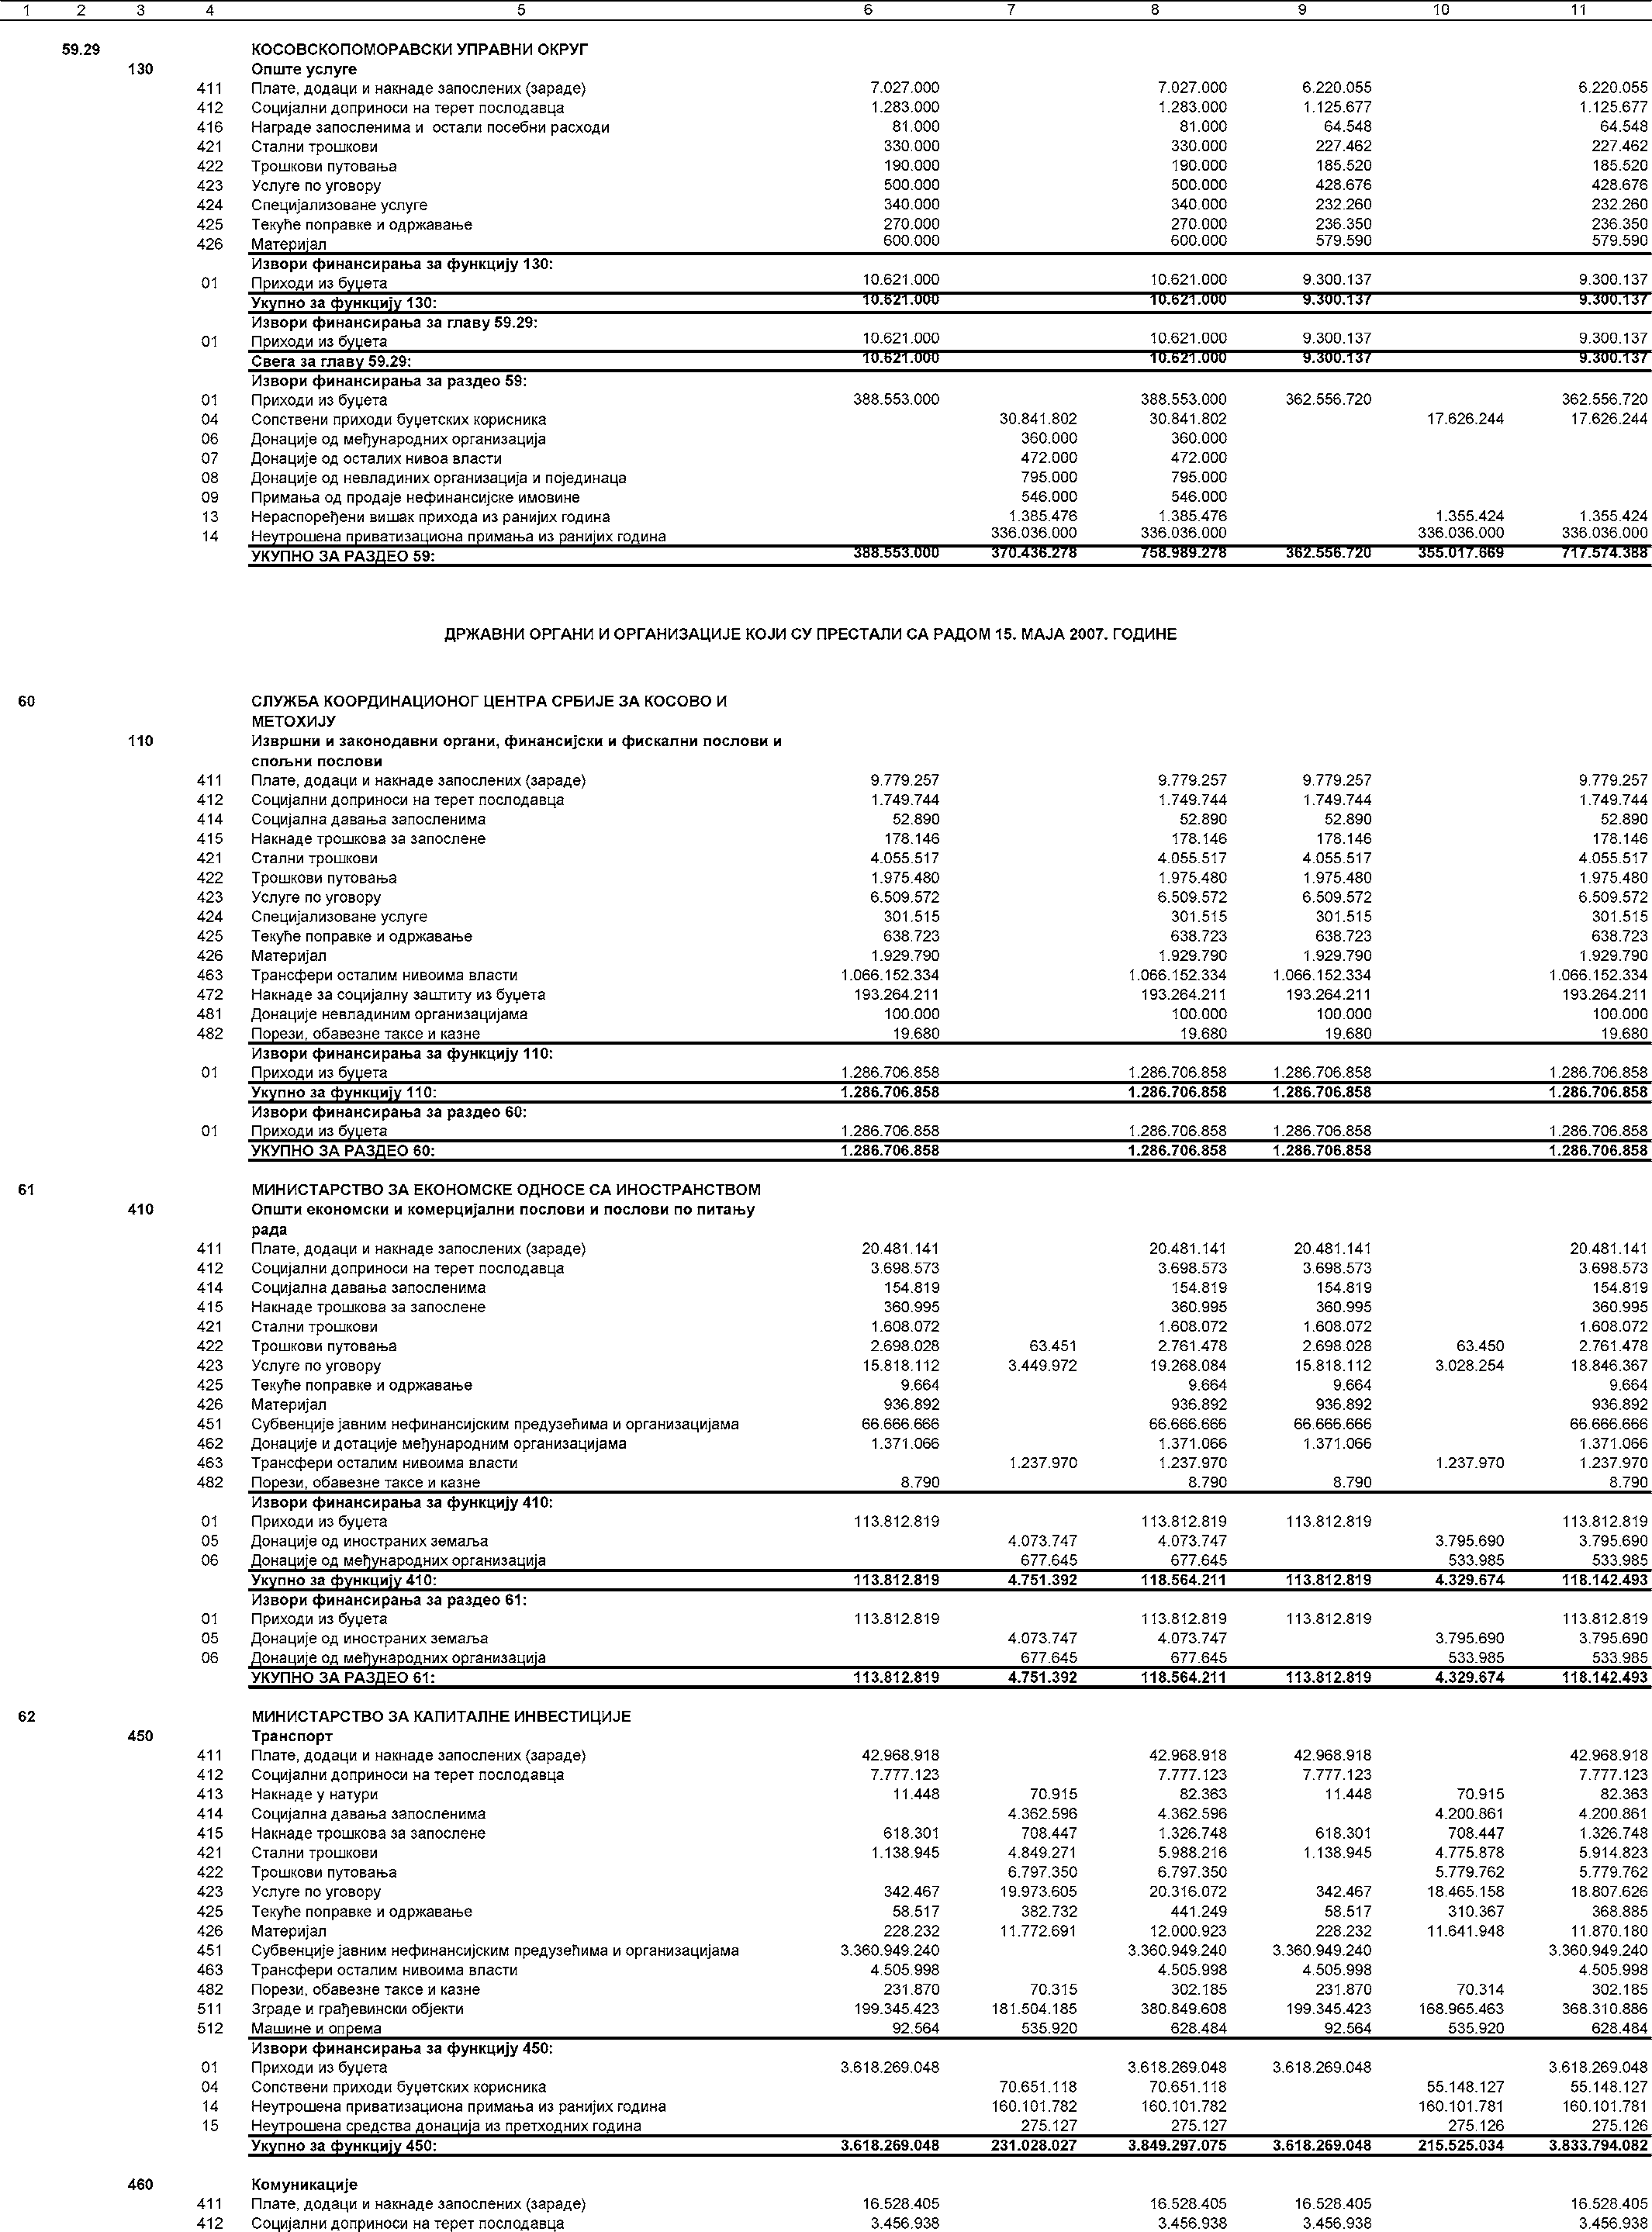 1 2 3 4 5 6 7 8 9 10 11
59.29 КОСОВСКОПОМОРАВСКИ УПРАВНИ ОКРУГ
130 Опште услуге
411 Плате, додаци и накнаде запослених (зараде) 7.027.000 7.027.000 6.220.055 6.220.055
412 Социјални доприноси на терет послодавца 1.283.000 1.283.000 1.125.677 1.125.677
416 Награде запосленима и остали посебни расходи 81.000 81.000 64.548 64.548
421 Стални трошкови 330.000 330.000 227.462 227.462
422 Трошкови путовања 190.000 190.000 185.520 185.520
423 Услуге по уговору 500.000 500.000 428.676 428.676
424 Специјализоване услуге 340.000 340.000 232.260 232.260
425 Текуће поправке и одржавање 270.000 270.000 236.350 236.350
426 Материјал 600.000 600.000 579.590 579.590
Извори финансирања за функцију 130:
01 Приходи из буџета 10.621.000 10.621.000 9.300.137 9.300.137
Укупно за функцију 130: 10.621.000 10.621.000 9.300.137 9.300.137
Извори финансирања за главу 59.29:
01 Приходи из буџета 10.621.000 10.621.000 9.300.137 9.300.137
Свега за главу 59.29: 10.621.000 10.621.000 9.300.137 9.300.137
Извори финансирања за раздео 59:
01 Приходи из буџета 388.553.000 388.553.000 362.556.720 362.556.720
04 Сопствени приходи буџетских корисника 30.841.802 30.841.802 17.626.244 17.626.244
06 Донације од међународних организација 360.000 360.000
07 Донације од осталих нивоа власти 472.000 472.000
08 Донације од невладиних организација и појединаца 795.000 795.000
09 Примања од продаје нефинансијске имовине 546.000 546.000
13 Нераспоређени вишак прихода из ранијих година 1.385.476 1.385.476 1.355.424 1.355.424
14 Неутрошена приватизациона примања из ранијих година 336.036.000 336.036.000 336.036.000 336.036.000
УКУПНО ЗА РАЗДЕО 59: 388.553.000 370.436.278 758.989.278 362.556.720 355.017.669 717.574.388
ДРЖАВНИ ОРГАНИ И ОРГАНИЗАЦИЈЕ КОЈИ СУ ПРЕСТАЛИ СА РАДОМ 15. МАЈА 2007. ГОДИНЕ
60 СЛУЖБА КООРДИНАЦИОНОГ ЦЕНТРА СРБИЈЕ ЗА КОСОВО И
МЕТОХИЈУ
110 Извршни и законодавни органи, финансијски и фискални послови и
спољни послови
411 Плате, додаци и накнаде запослених (зараде) 9.779.257 9.779.257 9.779.257 9.779.257
412 Социјални доприноси на терет послодавца 1.749.744 1.749.744 1.749.744 1.749.744
414 Социјална давања запосленима 52.890 52.890 52.890 52.890
415 Накнаде трошкова за запослене 178.146 178.146 178.146 178.146
421 Стални трошкови 4.055.517 4.055.517 4.055.517 4.055.517
422 Трошкови путовања 1.975.480 1.975.480 1.975.480 1.975.480
423 Услуге по уговору 6.509.572 6.509.572 6.509.572 6.509.572
424 Специјализоване услуге 301.515 301.515 301.515 301.515
425 Текуће поправке и одржавање 638.723 638.723 638.723 638.723
426 Материјал 1.929.790 1.929.790 1.929.790 1.929.790
463 Трансфери осталим нивоима власти 1.066.152.334 1.066.152.334 1.066.152.334 1.066.152.334
472 Накнаде за социјалну заштиту из буџета 193.264.211 193.264.211 193.264.211 193.264.211
481 Донације невладиним организацијама 100.000 100.000 100.000 100.000
482 Порези, обавезне таксе и казне 19.680 19.680 19.680 19.680
Извори финансирања за функцију 110:
01 Приходи из буџета 1.286.706.858 1.286.706.858 1.286.706.858 1.286.706.858
Укупно за функцију 110: 1.286.706.858 1.286.706.858 1.286.706.858 1.286.706.858
Извори финансирања за раздео 60:
01 Приходи из буџета 1.286.706.858 1.286.706.858 1.286.706.858 1.286.706.858
УКУПНО ЗА РАЗДЕО 60: 1.286.706.858 1.286.706.858 1.286.706.858 1.286.706.858
61 МИНИСТАРСТВО ЗА ЕКОНОМСКЕ ОДНОСЕ СА ИНОСТРАНСТВОМ
410 Општи економски и комерцијални послови и послови по питању
рада
411 Плате, додаци и накнаде запослених (зараде) 20.481.141 20.481.141 20.481.141 20.481.141
412 Социјални доприноси на терет послодавца 3.698.573 3.698.573 3.698.573 3.698.573
414 Социјална давања запосленима 154.819 154.819 154.819 154.819
415 Накнаде трошкова за запослене 360.995 360.995 360.995 360.995
421 Стални трошкови 1.608.072 1.608.072 1.608.072 1.608.072
422 Трошкови путовања 2.698.028 63.451 2.761.478 2.698.028 63.450 2.761.478
423 Услуге по уговору 15.818.112 3.449.972 19.268.084 15.818.112 3.028.254 18.846.367
425 Текуће поправке и одржавање 9.664 9.664 9.664 9.664
426 Материјал 936.892 936.892 936.892 936.892
451 Субвенције јавним нефинансијским предузећима и организацијама 66.666.666 66.666.666 66.666.666 66.666.666
462 Донације и дотације међународним организацијама 1.371.066 1.371.066 1.371.066 1.371.066
463 Трансфери осталим нивоима власти 1.237.970 1.237.970 1.237.970 1.237.970
482 Порези, обавезне таксе и казне 8.790 8.790 8.790 8.790
Извори финансирања за функцију 410:
01 Приходи из буџета 113.812.819 113.812.819 113.812.819 113.812.819
05 Донације од иностраних земаља 4.073.747 4.073.747 3.795.690 3.795.690
06 Донације од међународних организација 677.645 677.645 533.985 533.985
Укупно за функцију 410: 113.812.819 4.751.392 118.564.211 113.812.819 4.329.674 118.142.493
Извори финансирања за раздео 61:
01 Приходи из буџета 113.812.819 113.812.819 113.812.819 113.812.819
05 Донације од иностраних земаља 4.073.747 4.073.747 3.795.690 3.795.690
06 Донације од међународних организација 677.645 677.645 533.985 533.985
УКУПНО ЗА РАЗДЕО 61: 113.812.819 4.751.392 118.564.211 113.812.819 4.329.674 118.142.493
62 МИНИСТАРСТВО ЗА КАПИТАЛНЕ ИНВЕСТИЦИЈЕ
450 Транспорт
411 Плате, додаци и накнаде запослених (зараде) 42.968.918 42.968.918 42.968.918 42.968.918
412 Социјални доприноси на терет послодавца 7.777.123 7.777.123 7.777.123 7.777.123
413 Накнаде у натури 11.448 70.915 82.363 11.448 70.915 82.363
414 Социјална давања запосленима 4.362.596 4.362.596 4.200.861 4.200.861
415 Накнаде трошкова за запослене 618.301 708.447 1.326.748 618.301 708.447 1.326.748
421 Стални трошкови 1.138.945 4.849.271 5.988.216 1.138.945 4.775.878 5.914.823
422 Трошкови путовања 6.797.350 6.797.350 5.779.762 5.779.762
423 Услуге по уговору 342.467 19.973.605 20.316.072 342.467 18.465.158 18.807.626
425 Текуће поправке и одржавање 58.517 382.732 441.249 58.517 310.367 368.885
426 Материјал 228.232 11.772.691 12.000.923 228.232 11.641.948 11.870.180
451 Субвенције јавним нефинансијским предузећима и организацијама 3.360.949.240 3.360.949.240 3.360.949.240 3.360.949.240
463 Трансфери осталим нивоима власти 4.505.998 4.505.998 4.505.998 4.505.998
482 Порези, обавезне таксе и казне 231.870 70.315 302.185 231.870 70.314 302.185
511 Зграде и грађевински објекти 199.345.423 181.504.185 380.849.608 199.345.423 168.965.463 368.310.886
512 Машине и опрема 92.564 535.920 628.484 92.564 535.920 628.484
Извори финансирања за функцију 450:
01 Приходи из буџета 3.618.269.048 3.618.269.048 3.618.269.048 3.618.269.048
04 Сопствени приходи буџетских корисника 70.651.118 70.651.118 55.148.127 55.148.127
14 Неутрошена приватизациона примања из ранијих година 160.101.782 160.101.782 160.101.781 160.101.781
15 Неутрошена средства донација из претходних година 275.127 275.127 275.126 275.126
Укупно за функцију 450: 3.618.269.048 231.028.027 3.849.297.075 3.618.269.048 215.525.034 3.833.794.082
460 Комуникације
411 Плате, додаци и накнаде запослених (зараде) 16.528.405 16.528.405 16.528.405 16.528.405
412 Социјални доприноси на терет послодавца 3.456.938 3.456.938 3.456.938 3.456.938